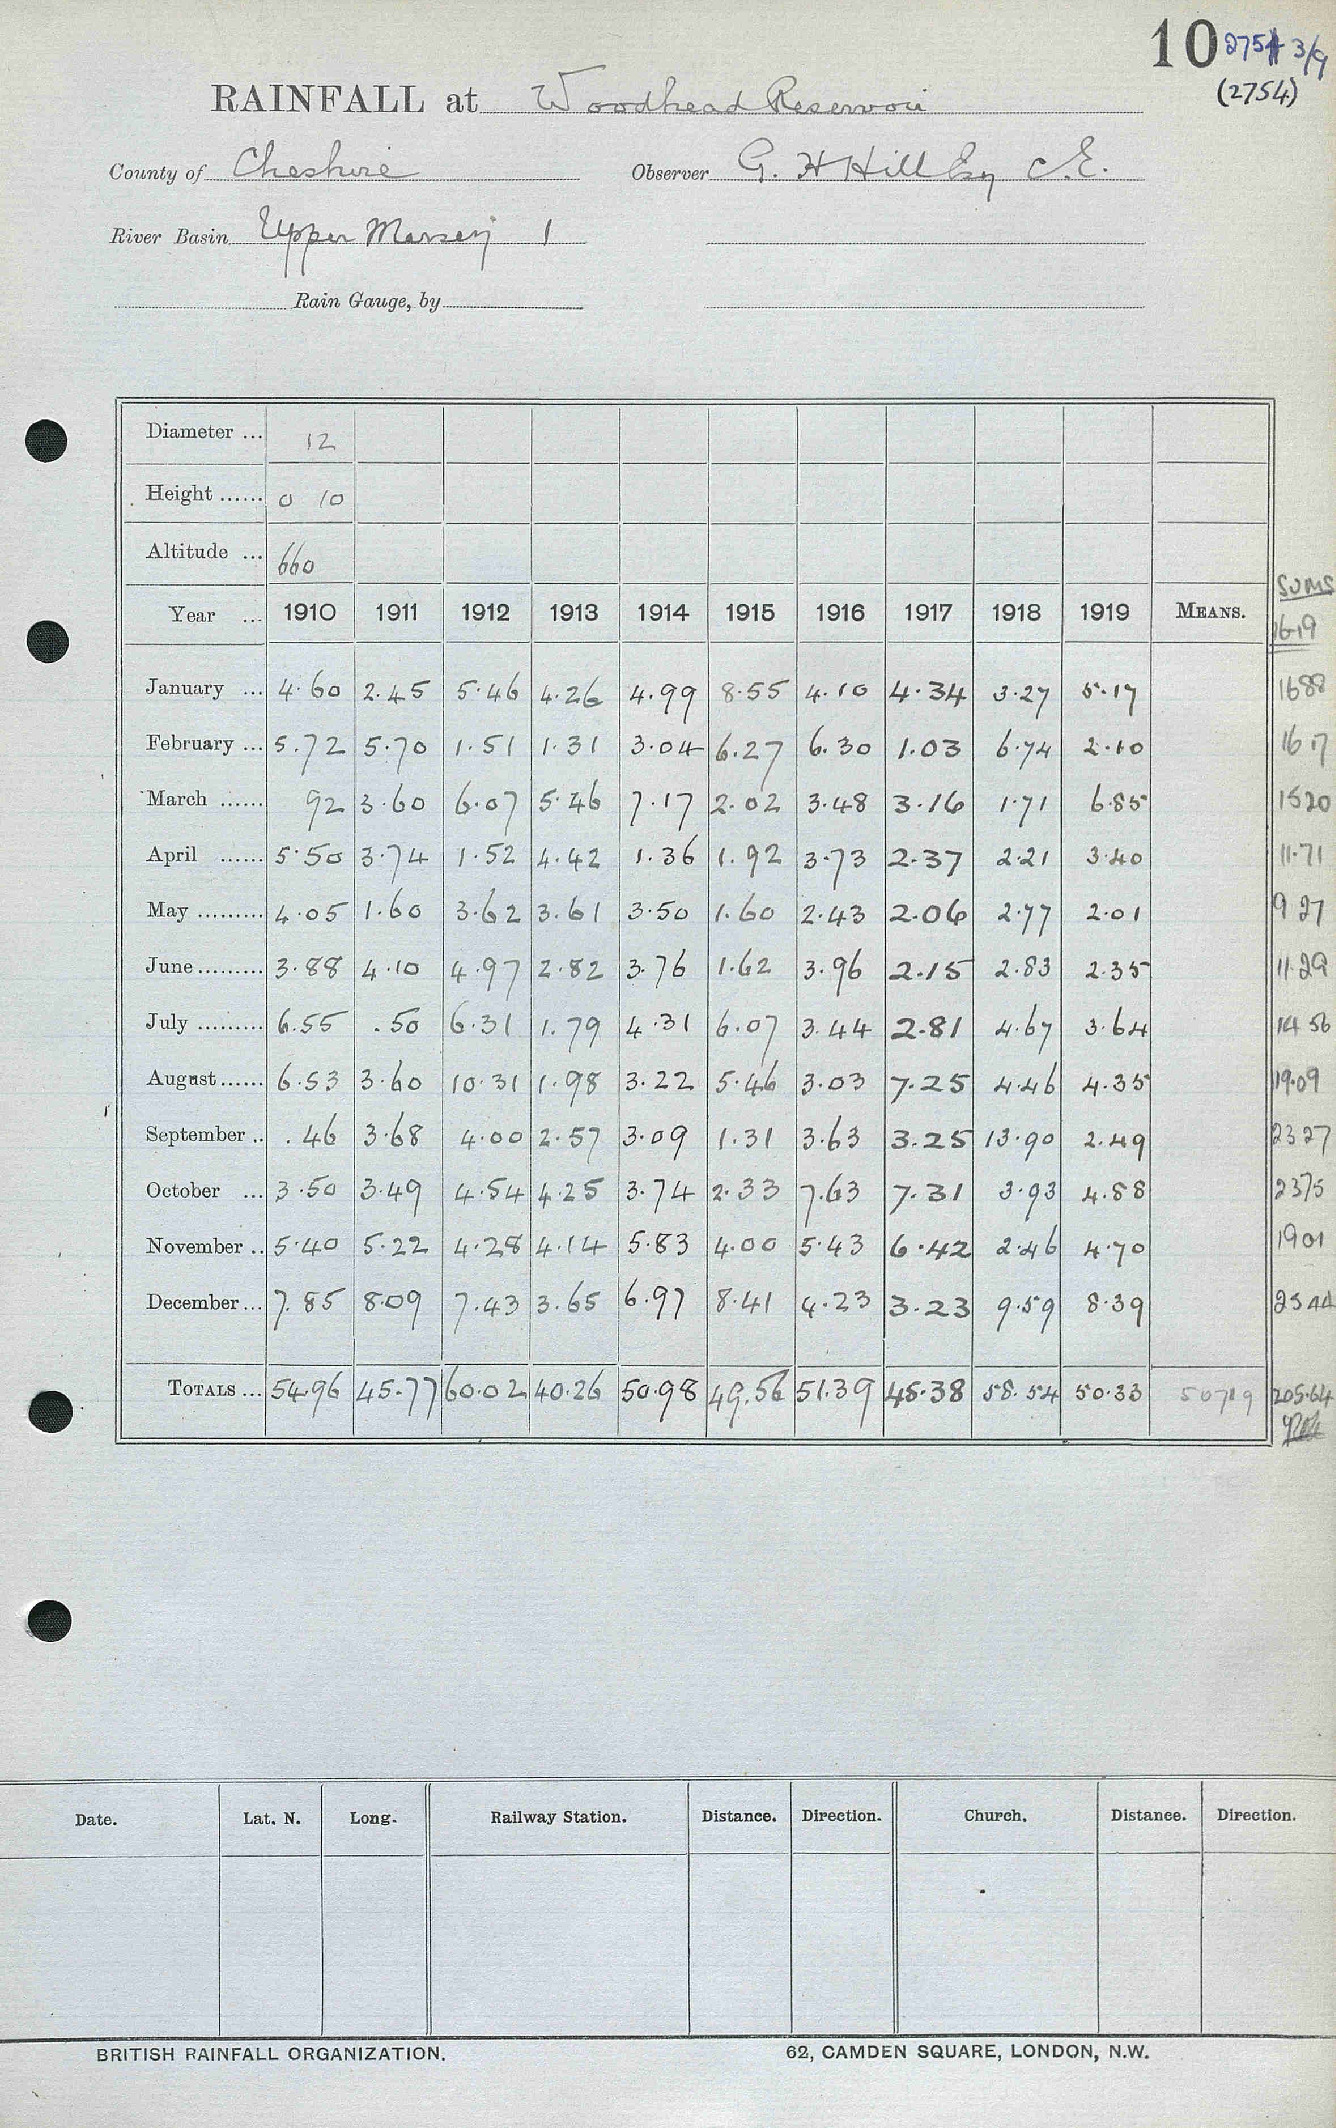 10 2754 3/9
(2754)
RAINFALL at Woodhead Reservoir
County of Cheshire Observer G. H Hill Esq C.E.
River Basin Upper Mersey 1
Rain Gauge, by
Diameter ... 12
Height ...... 0 10
Altitude ... 660
SUMS
Year ... 1910 1911 1912 1913 1914 1915 1916 1917 1918 1919 MEANS. 16-19
January ... 4.60 2.45 5.46 4.26 4.99 8.55 4.10 4.34 3.27 5.17 1688
February ... 5.72 5.70 1.51 1.31 3.04 6.27 6.30 1.03 6.74 2.10 16 17
March ...... 92 3.60 6.07 5.46 7.17 2.02 3.48 3.16 1.71 6.85 1520
April ...... 5.50 3.74 1.52 4.42 1.36 1.92 3.73 2.37 2.21 3.40 11.71
May ......... 4.05 1.60 3.62 3.61 3.50 1.60 2.43 2.06 2.77 2.01 9 27
June ......... 3.88 4.10 4.97 2.82 3.76 1.62 3.96 2.15 2.83 2.35 11.29
July ......... 6.55 .50 6.31 1.79 4.31 6.07 3.44 2.81 4.67 3.64 14 56
August ...... 6.53 3.60 10.31 1.98 3.22 5.46 3.03 7.25 4.46 4.35 19.09
September .. .46 3.68 4.00 2.57 3.09 1.31 3.63 3.25 13.90 2.49 23 27
October ... 3.50 3.49 4.54 4.25 3.74 2.33 7.63 7.31 3.93 4.88 2375
November .. 5.40 5.22 4.28 4.14 5.83 4.00 5.43 6.42 2.46 4.70 1901
December ... 7.85 8.09 7.43 3.65 6.97 8.41 4.23 3.23 9.59 8.39 25 44
TOTALS ... 54.96 45.77 60.02 40.26 50.98 49.56 51.39 45.38 58.54 50.33 50719 205.64
Date. Lat. N. Long. Railway Station. Distance. Direction. Church. Distance. Direction.
BRITISH RAINFALL ORGANIZATION. 62, CAMDEN SQUARE, LONDON, N.W.